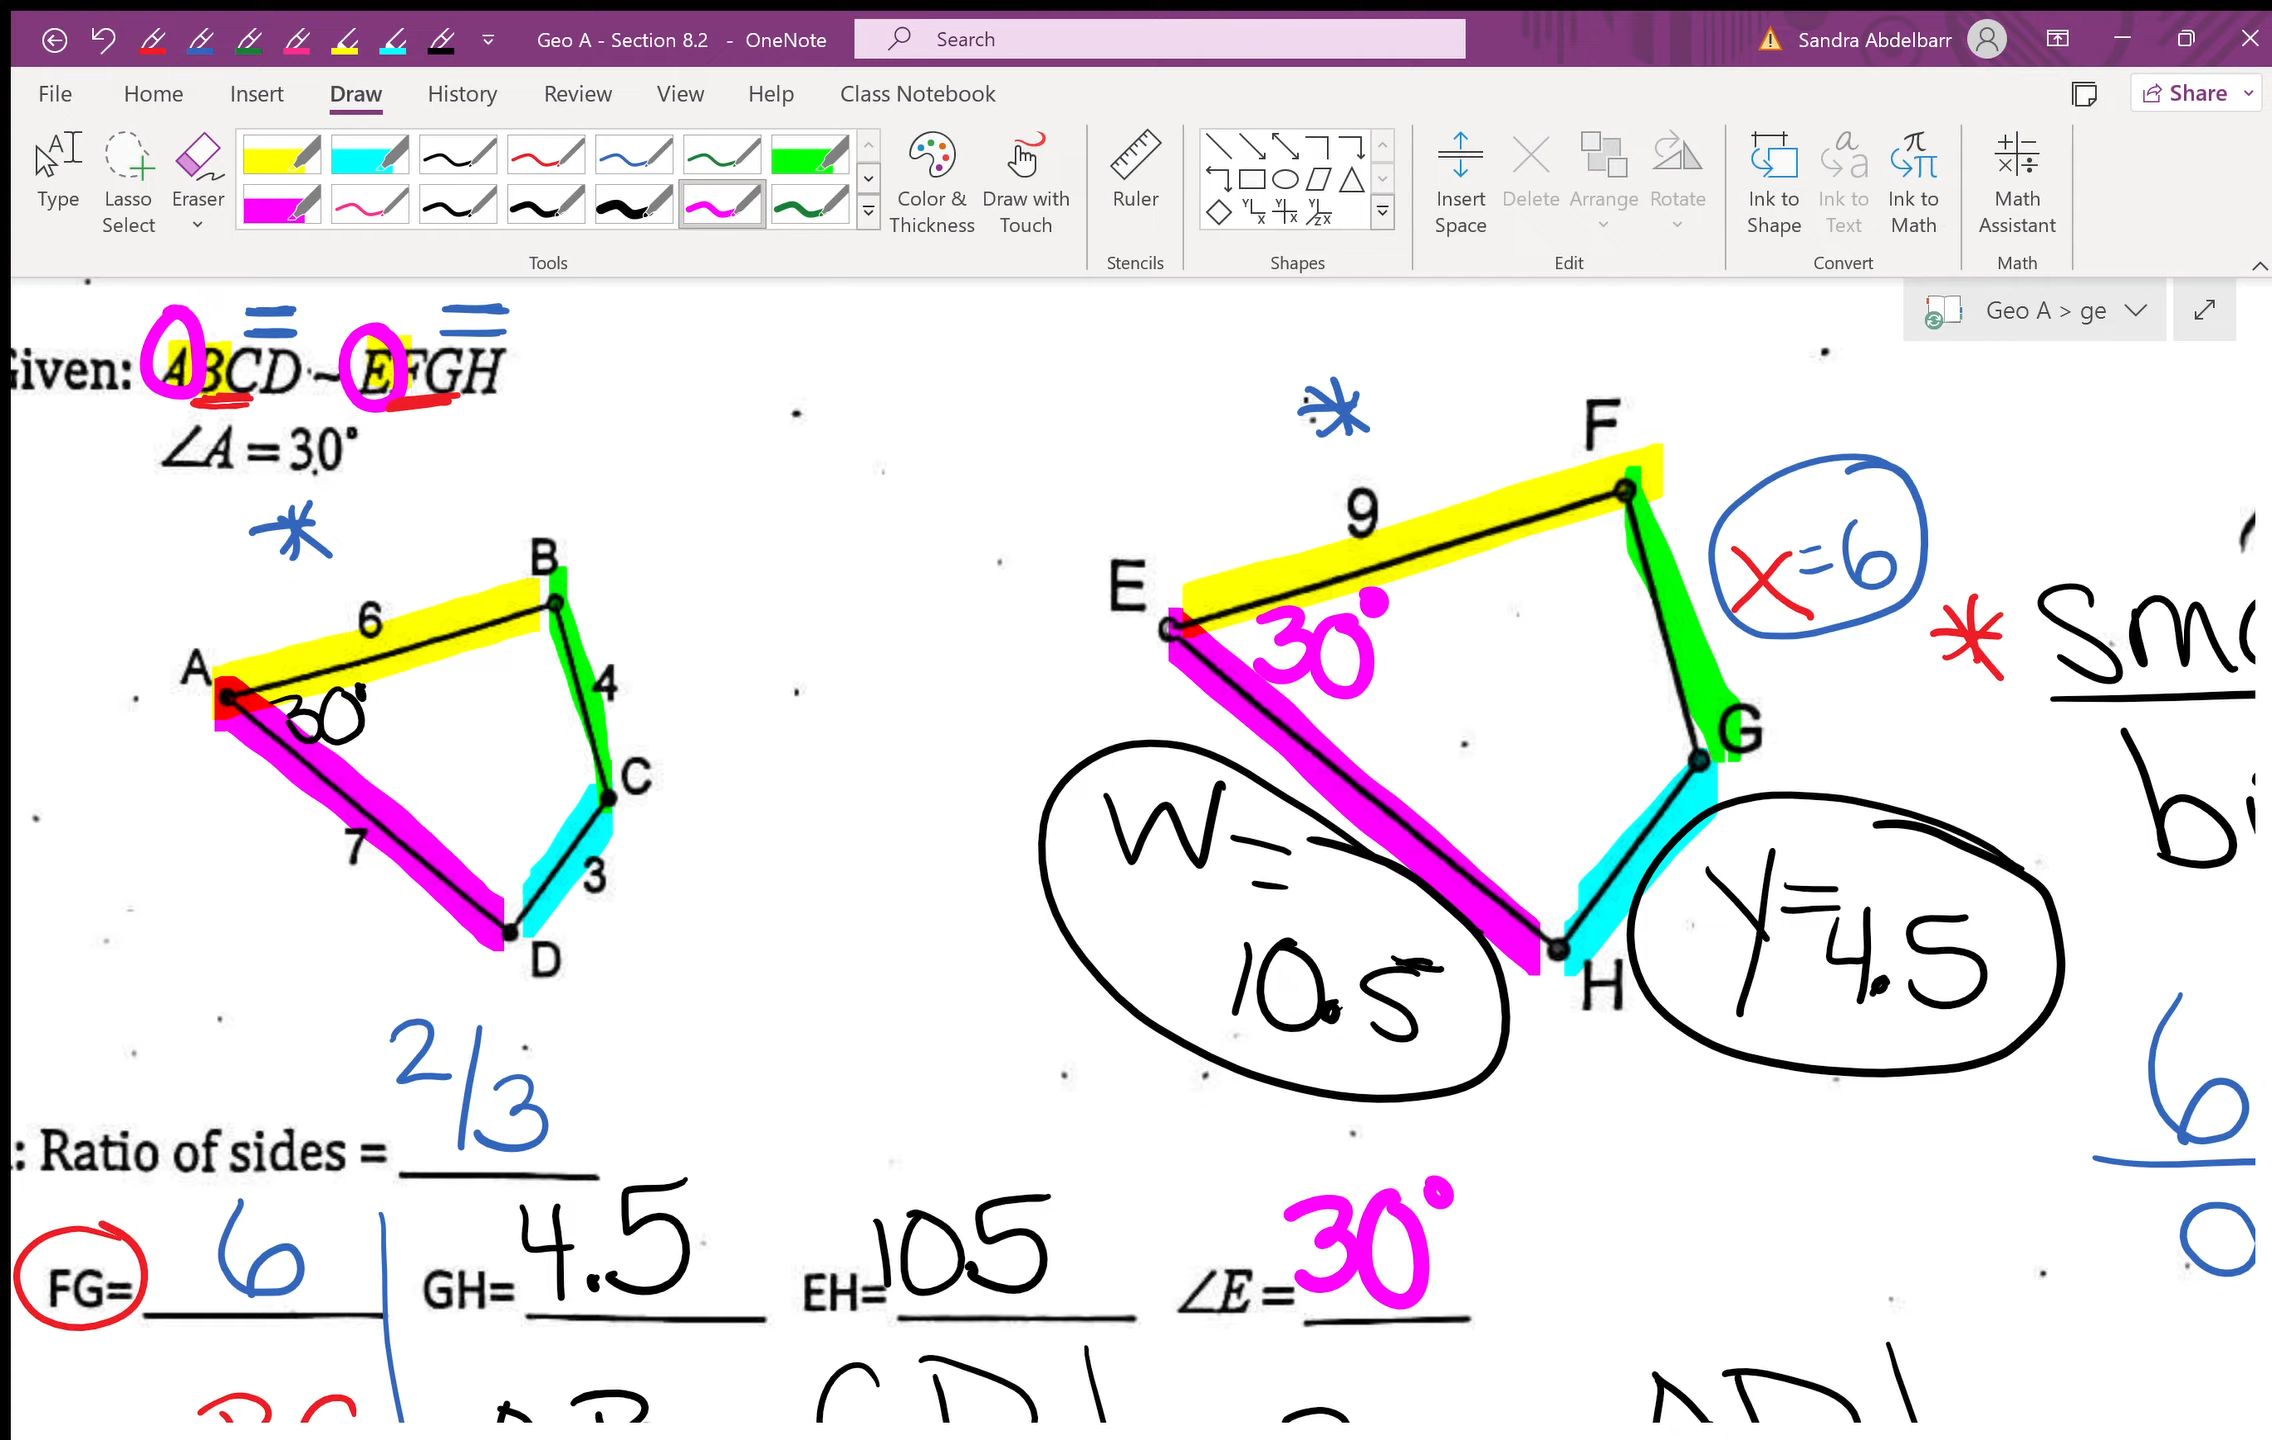 Geo A - Section 8.2 - OneNote
Search
Sandra Abdelbarr
File Home Insert Draw History Review View Help Class Notebook
Share
Type
Lasso Select
Eraser
Color & Thickness
Draw with Touch
Ruler
Insert Space
Delete
Arrange
Rotate
Ink to Shape
Ink to Text
Ink to Math
Math Assistant
Tools Stencils Shapes Edit Convert Math
Geo A > ge
Given: ABCD ~ EFGH
∠A = 30°
F
9
x=6
B
E
6
30°
A
4
30°
G
C
W=
7
3
Y=4.5
D
10.5
H
2/3
6
: Ratio of sides =
FG= 6 GH= 4.5 EH= 10.5 ∠E = 30°